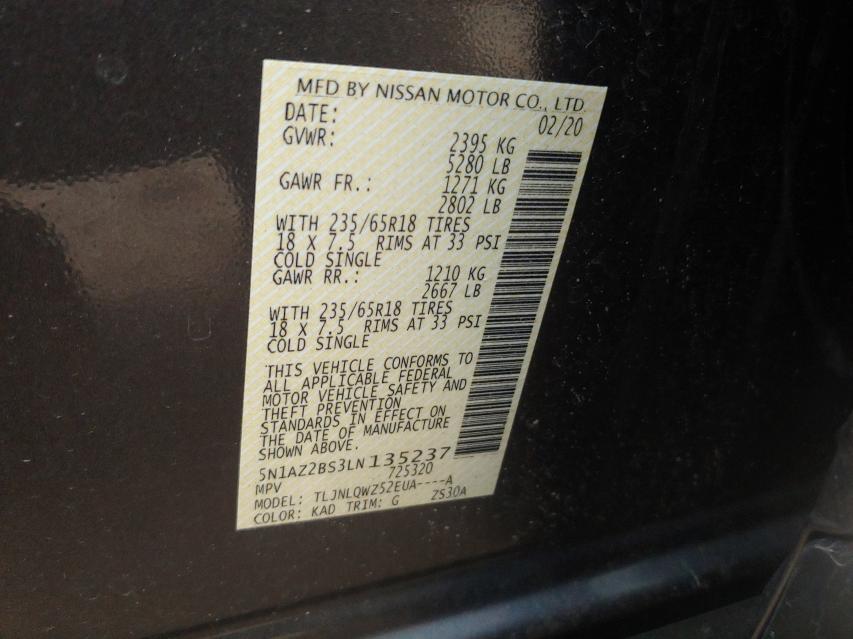 MFD BY NISSAN MOTOR CO., LTD.
DATE: 02/20
GVWR: 2395 KG
5280 LB
GAWR FR.: 1271 KG
2802 LB
WITH 235/65R18 TIRES
18 X 7.5 RIMS AT 33 PSI
COLD SINGLE
GAWR RR.: 1210 KG
2667 LB
WITH 235/65R18 TIRES
18 X 7.5 RIMS AT 33 PSI
COLD SINGLE
THIS VEHICLE CONFORMS TO
ALL APPLICABLE FEDERAL
MOTOR VEHICLE SAFETY AND
THEFT PREVENTION
STANDARDS IN EFFECT ON
THE DATE OF MANUFACTURE
SHOWN ABOVE.
5N1AZ2BS3LN135237
MPV 725320
MODEL: TLJNLQWZ52EUA----A
COLOR: KAD TRIM: G ZS30A